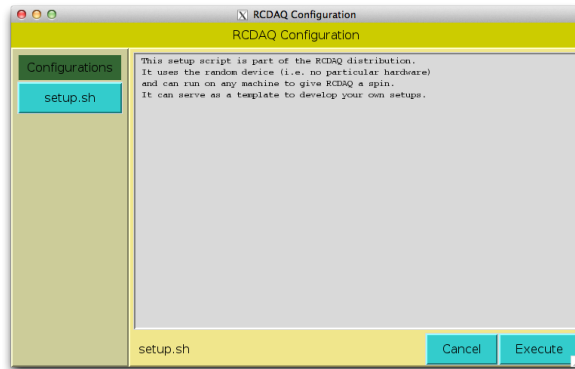 RCDAQ Configuration
RCDAQ Configuration
Configurations
setup.sh
This setup script is part of the RCDAQ distribution.
It uses the random device (i.e. no particular hardware)
and can run on any machine to give RCDAQ a spin.
It can serve as a template to develop your own setups.
setup.sh
Cancel
Execute